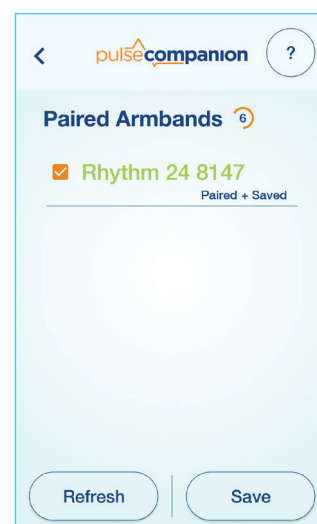 pulsecompanion
?
Paired Armbands 6
Rhythm 24 8147
Paired + Saved
Refresh
Save